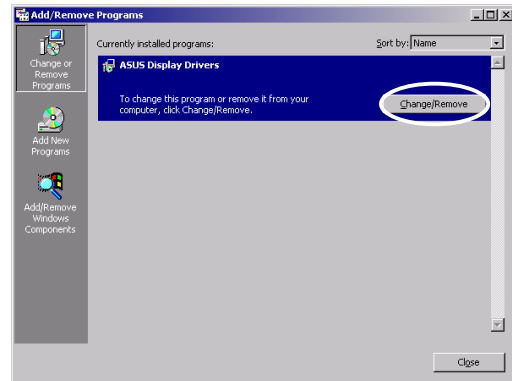 Add/Remove Programs
Change or
Remove
Programs
Add New
Programs
Add/Remove
Windows
Components
Currently installed programs:
Sort by: Name
ASUS Display Drivers
To change this program or remove it from your
computer, click Change/Remove.
Change/Remove
Close